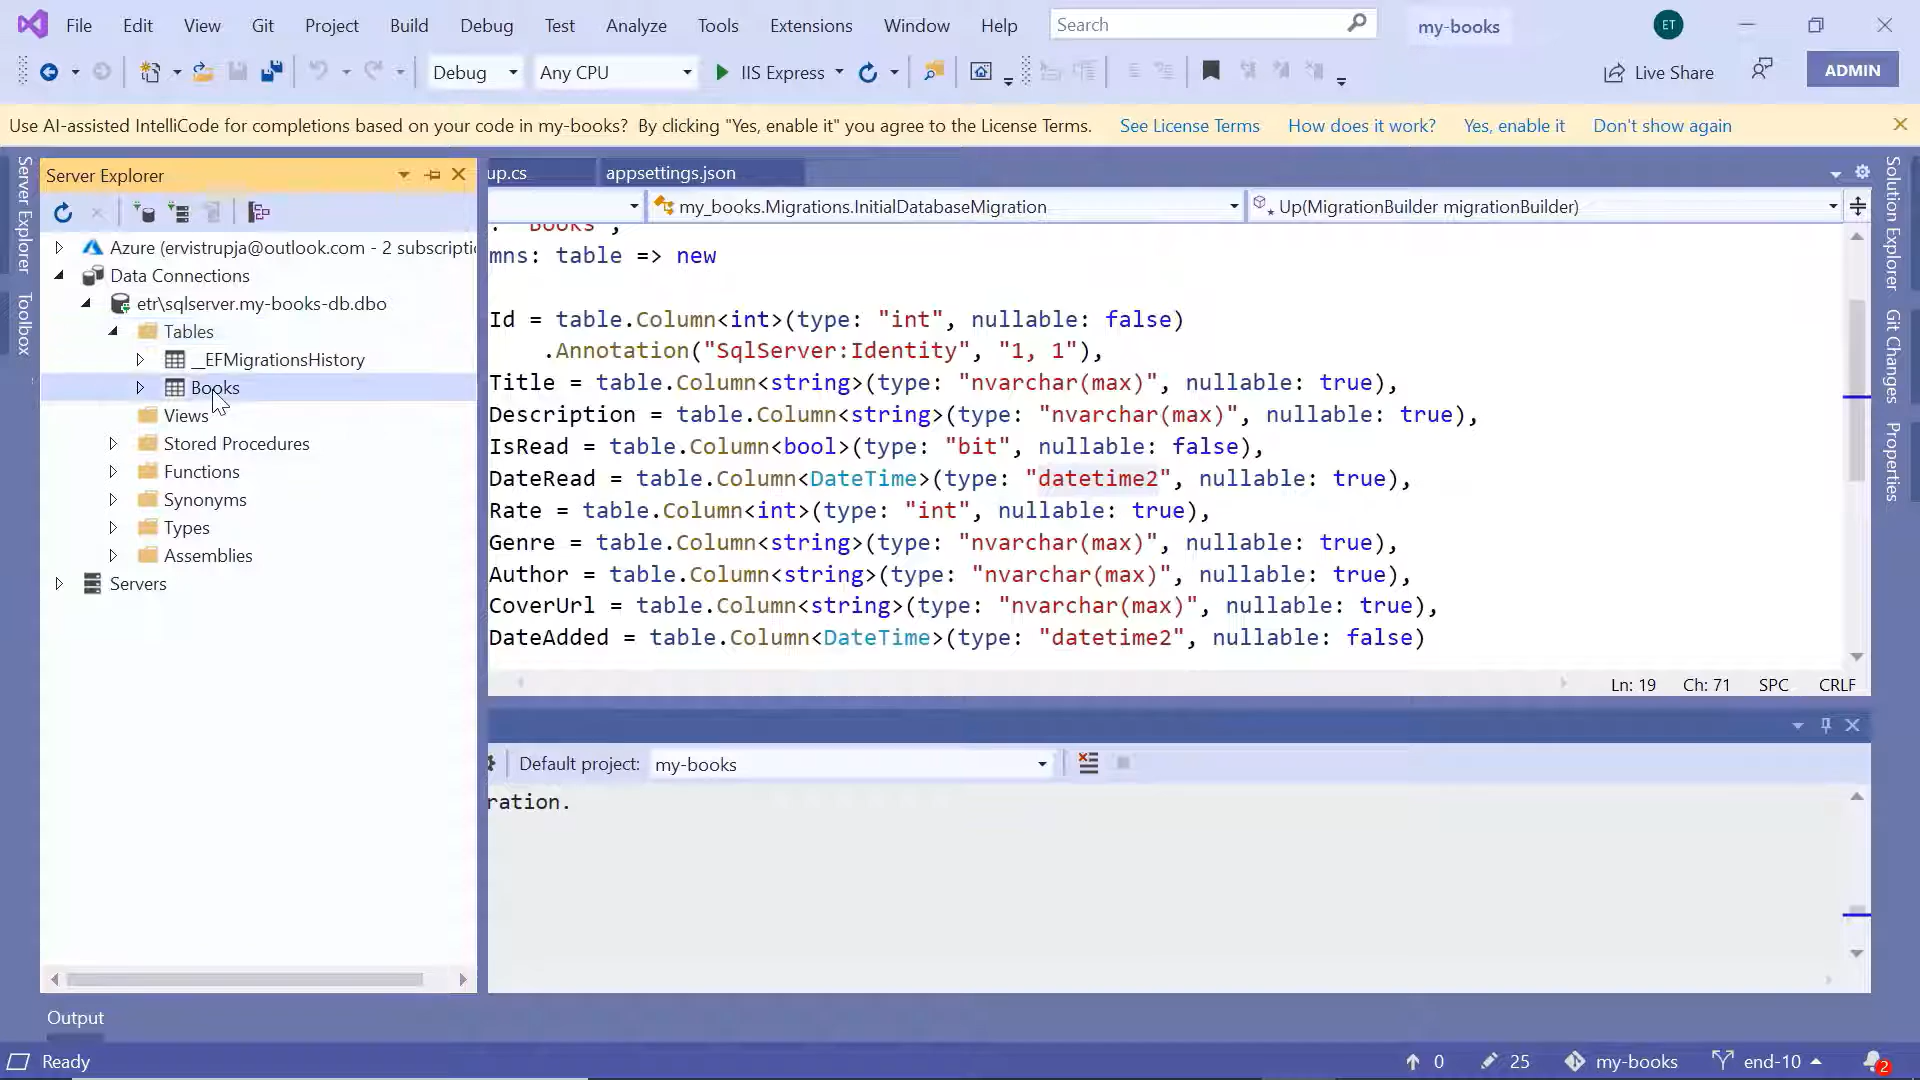 File Edit View Git Project Build Debug Test Analyze Tools Extensions Window Help Search my-books ET
Debug Any CPU IIS Express Live Share ADMIN
Use AI-assisted IntelliCode for completions based on your code in my-books? By clicking "Yes, enable it" you agree to the License Terms. See License Terms How does it work? Yes, enable it Don't show again
Server Explorer
Toolbox
Server Explorer
Azure (ervistrupja@outlook.com - 2 subscriptio
Data Connections
etr\sqlserver.my-books-db.dbo
Tables
__EFMigrationsHistory
Books
Views
Stored Procedures
Functions
Synonyms
Types
Assemblies
Servers
up.cs appsettings.json
my_books.Migrations.InitialDatabaseMigration Up(MigrationBuilder migrationBuilder)
: "Books",
mns: table => new
Id = table.Column<int>(type: "int", nullable: false)
.Annotation("SqlServer:Identity", "1, 1"),
Title = table.Column<string>(type: "nvarchar(max)", nullable: true),
Description = table.Column<string>(type: "nvarchar(max)", nullable: true),
IsRead = table.Column<bool>(type: "bit", nullable: false),
DateRead = table.Column<DateTime>(type: "datetime2", nullable: true),
Rate = table.Column<int>(type: "int", nullable: true),
Genre = table.Column<string>(type: "nvarchar(max)", nullable: true),
Author = table.Column<string>(type: "nvarchar(max)", nullable: true),
CoverUrl = table.Column<string>(type: "nvarchar(max)", nullable: true),
DateAdded = table.Column<DateTime>(type: "datetime2", nullable: false)
Ln: 19 Ch: 71 SPC CRLF
Default project: my-books
ration.
Solution Explorer
Git Changes
Properties
Output
Ready 0 25 my-books end-10 2